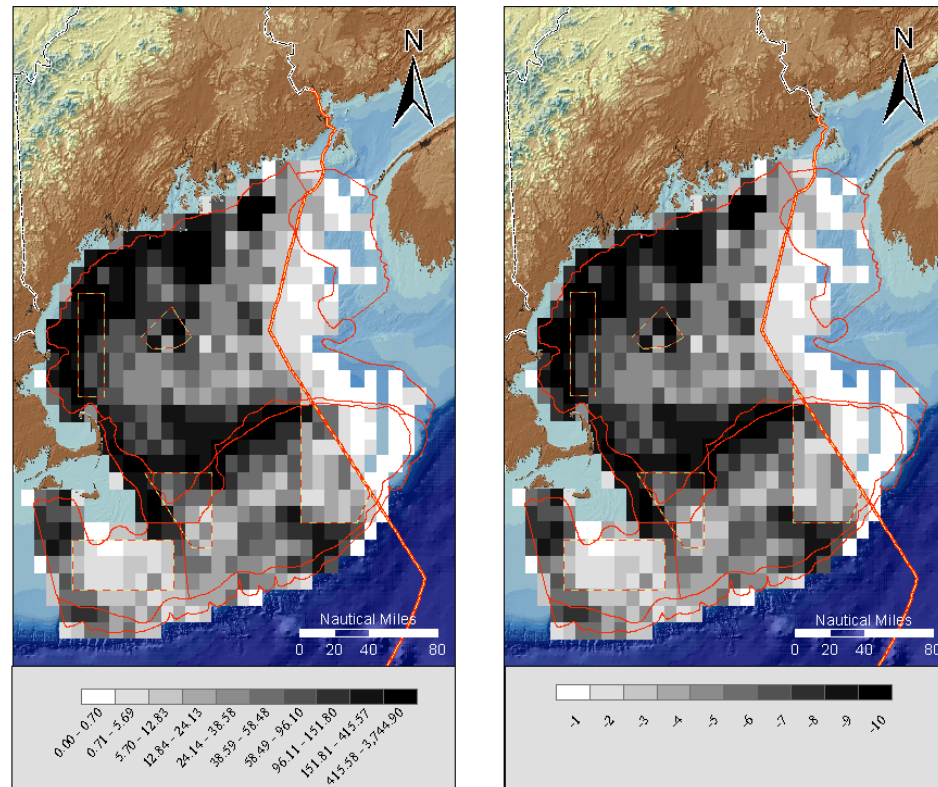 N
Nautical Miles
0 20 40 80
0.00 - 0.70
0.71 - 5.69
5.70 - 12.83
12.84 - 24.13
24.14 - 38.58
38.59 - 58.48
58.49 - 96.10
96.11 - 151.80
151.81 - 415.57
415.58 - 3,744.90
N
Nautical Miles
0 20 40 80
-1
-2
-3
-4
-5
-6
-7
-8
-9
-10